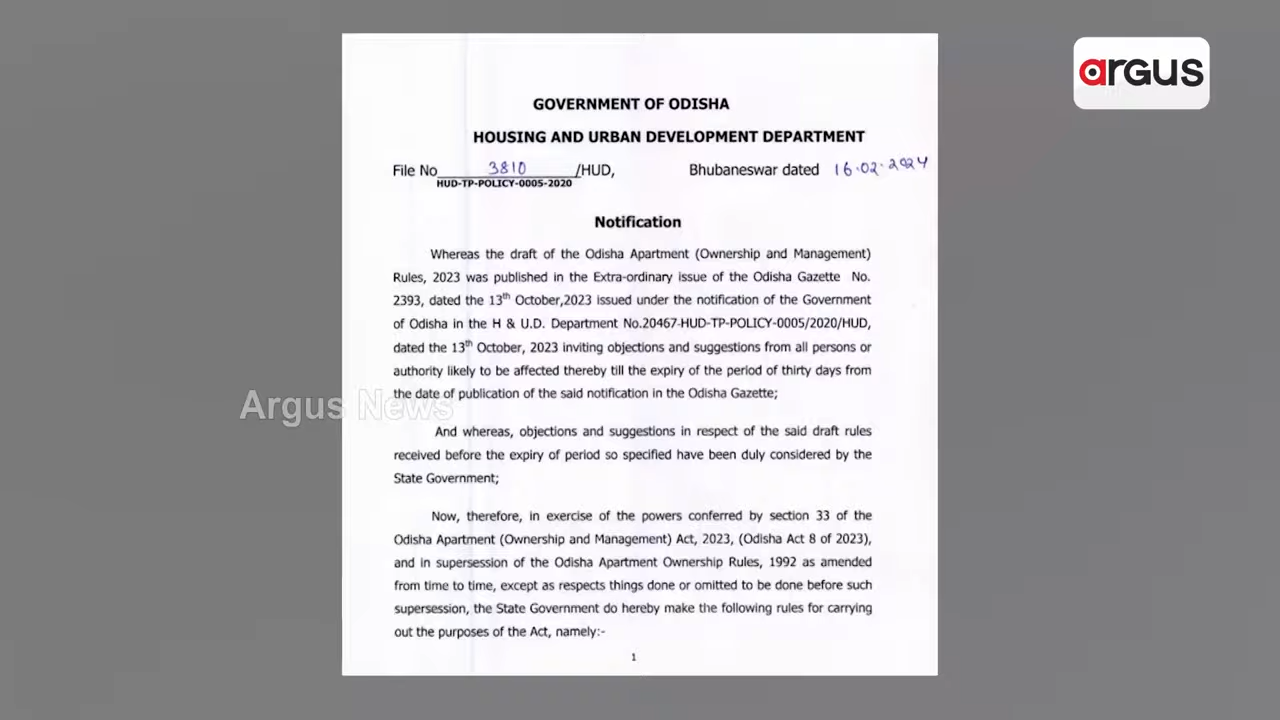 argus
GOVERNMENT OF ODISHA
HOUSING AND URBAN DEVELOPMENT DEPARTMENT
File No 3810 /HUD, Bhubaneswar dated 16.02.2024
HUD-TP-POLICY-0005-2020
Notification
Whereas the draft of the Odisha Apartment (Ownership and Management)
Rules, 2023 was published in the Extra-ordinary issue of the Odisha Gazette No.
2393, dated the 13th October,2023 issued under the notification of the Government
of Odisha in the H & U.D. Department No.20467-HUD-TP-POLICY-0005/2020/HUD,
dated the 13th October, 2023 inviting objections and suggestions from all persons or
authority likely to be affected thereby till the expiry of the period of thirty days from
the date of publication of the said notification in the Odisha Gazette;
Argus News
And whereas, objections and suggestions in respect of the said draft rules
received before the expiry of period so specified have been duly considered by the
State Government;
Now, therefore, in exercise of the powers conferred by section 33 of the
Odisha Apartment (Ownership and Management) Act, 2023, (Odisha Act 8 of 2023),
and in supersession of the Odisha Apartment Ownership Rules, 1992 as amended
from time to time, except as respects things done or omitted to be done before such
supersession, the State Government do hereby make the following rules for carrying
out the purposes of the Act, namely:-
1